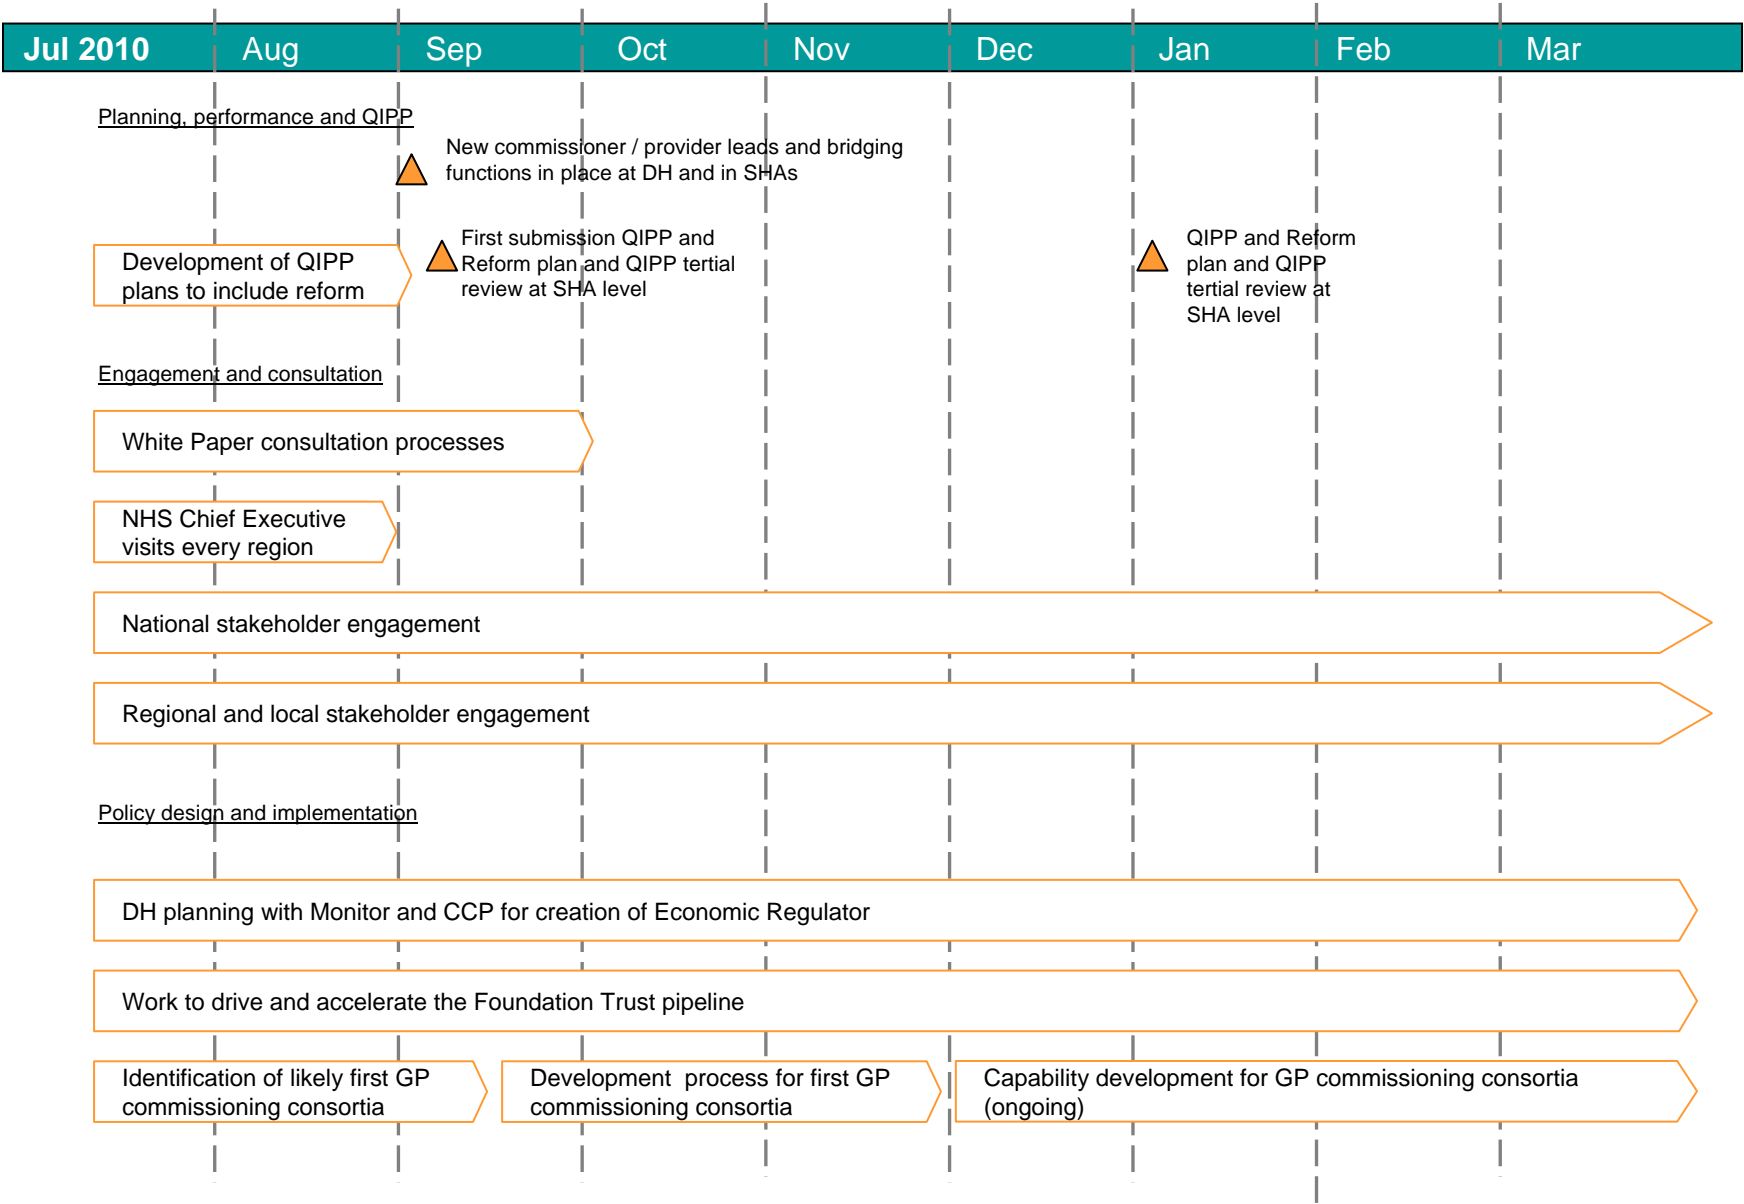 Jul 2010 Aug Sep Oct Nov Dec Jan Feb Mar
Planning, performance and QIPP
New commissioner / provider leads and bridging
functions in place at DH and in SHAs
Development of QIPP
plans to include reform
First submission QIPP and
Reform plan and QIPP tertial
review at SHA level
QIPP and Reform
plan and QIPP
tertial review at
SHA level
Engagement and consultation
White Paper consultation processes
NHS Chief Executive
visits every region
National stakeholder engagement
Regional and local stakeholder engagement
Policy design and implementation
DH planning with Monitor and CCP for creation of Economic Regulator
Work to drive and accelerate the Foundation Trust pipeline
Identification of likely first GP
commissioning consortia
Development process for first GP
commissioning consortia
Capability development for GP commissioning consortia
(ongoing)